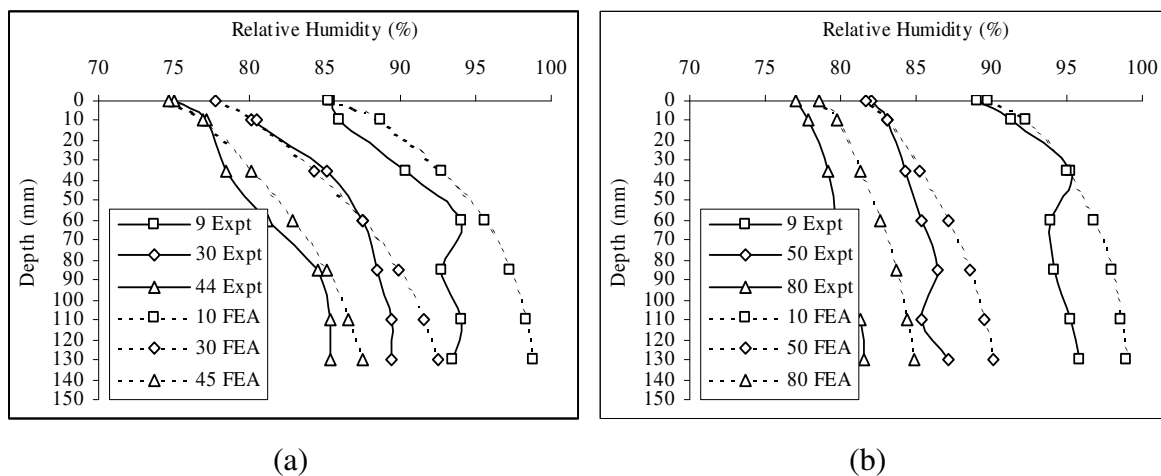 Relative Humidity (%)
70 75 80 85 90 95 100
0
10
20
30
40
50
60
70
80
90
100
110
120
130
140
150
Depth (mm)
9 Expt
30 Expt
44 Expt
10 FEA
30 FEA
45 FEA
(a)
Relative Humidity (%)
70 75 80 85 90 95 100
0
10
20
30
40
50
60
70
80
90
100
110
120
130
140
150
Depth (mm)
9 Expt
50 Expt
80 Expt
10 FEA
50 FEA
80 FEA
(b)